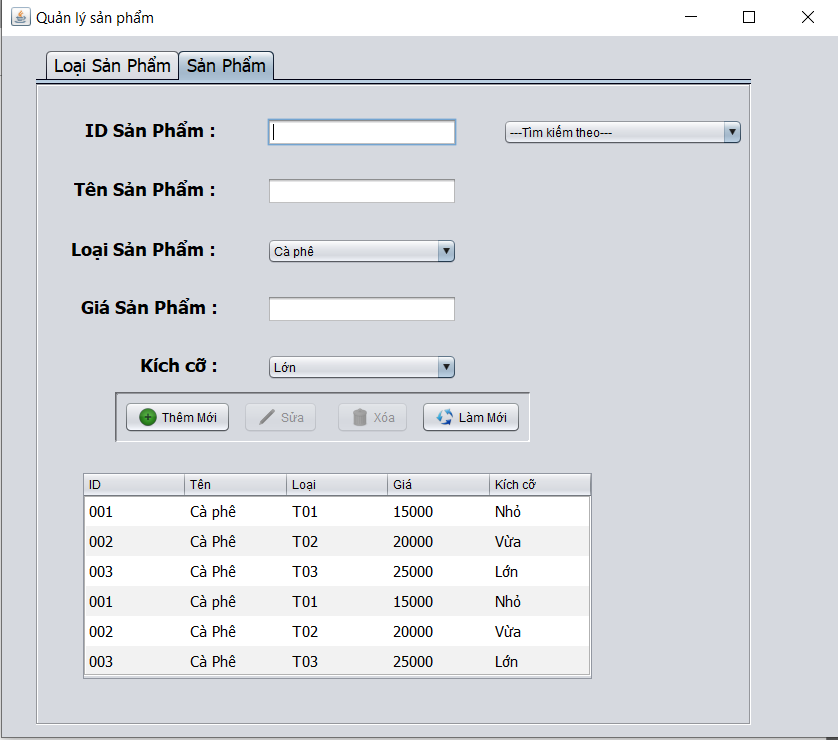 Quản lý sản phẩm
Loại Sản Phẩm Sản Phẩm
ID Sản Phẩm : ---Tìm kiếm theo---
Tên Sản Phẩm :
Loại Sản Phẩm : Cà phê
Giá Sản Phẩm :
Kích cỡ : Lớn
Thêm Mới Sửa Xóa Làm Mới
ID Tên Loại Giá Kích cỡ
001 Cà phê T01 15000 Nhỏ
002 Cà Phê T02 20000 Vừa
003 Cà Phê T03 25000 Lớn
001 Cà phê T01 15000 Nhỏ
002 Cà Phê T02 20000 Vừa
003 Cà Phê T03 25000 Lớn